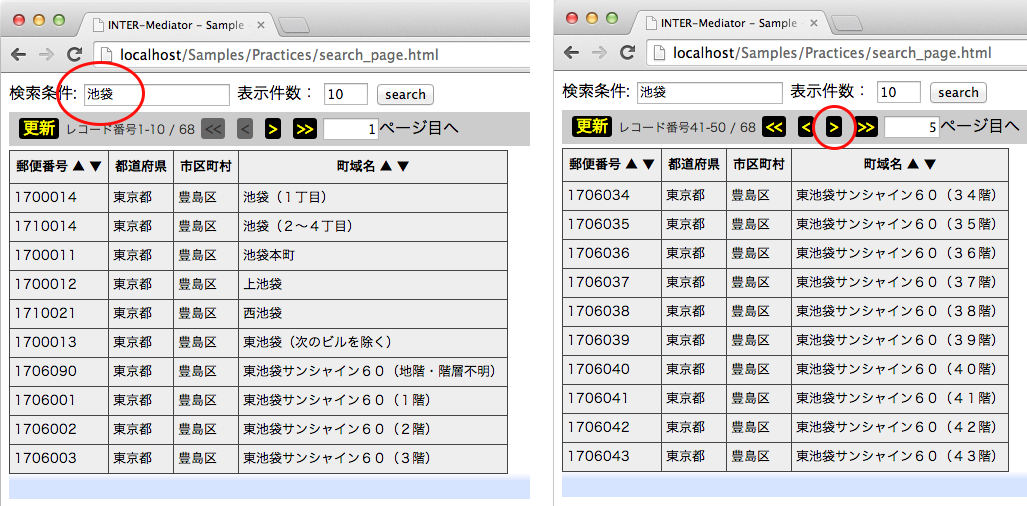 INTER-Mediator - Sample
localhost/Samples/Practices/search_page.html
検索条件: 池袋 表示件数： 10 search
更新 レコード番号1-10 / 68 << < > >> 1 ページ目へ
郵便番号 ▲ ▼ 都道府県 市区町村 町域名 ▲ ▼
1700014 東京都 豊島区 池袋（１丁目）
1710014 東京都 豊島区 池袋（２～４丁目）
1700011 東京都 豊島区 池袋本町
1700012 東京都 豊島区 上池袋
1710021 東京都 豊島区 西池袋
1700013 東京都 豊島区 東池袋（次のビルを除く）
1706090 東京都 豊島区 東池袋サンシャイン６０（地階・階層不明）
1706001 東京都 豊島区 東池袋サンシャイン６０（１階）
1706002 東京都 豊島区 東池袋サンシャイン６０（２階）
1706003 東京都 豊島区 東池袋サンシャイン６０（３階）
INTER-Mediator - Sample
localhost/Samples/Practices/search_page.html
検索条件: 池袋 表示件数： 10 search
更新 レコード番号41-50 / 68 << < > >> 5 ページ目へ
郵便番号 ▲ ▼ 都道府県 市区町村 町域名 ▲ ▼
1706034 東京都 豊島区 東池袋サンシャイン６０（３４階）
1706035 東京都 豊島区 東池袋サンシャイン６０（３５階）
1706036 東京都 豊島区 東池袋サンシャイン６０（３６階）
1706037 東京都 豊島区 東池袋サンシャイン６０（３７階）
1706038 東京都 豊島区 東池袋サンシャイン６０（３８階）
1706039 東京都 豊島区 東池袋サンシャイン６０（３９階）
1706040 東京都 豊島区 東池袋サンシャイン６０（４０階）
1706041 東京都 豊島区 東池袋サンシャイン６０（４１階）
1706042 東京都 豊島区 東池袋サンシャイン６０（４２階）
1706043 東京都 豊島区 東池袋サンシャイン６０（４３階）